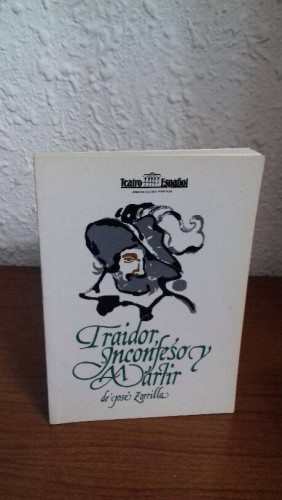 Teatro Español
Traidor,
Inconfeso y
Mártir
de José Zorrilla